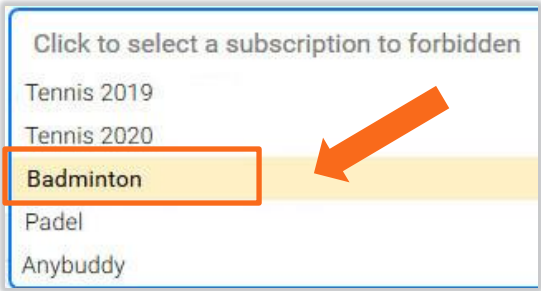 Click to select a subscription to forbidden
Tennis 2019
Tennis 2020
Badminton
Padel
Anybuddy